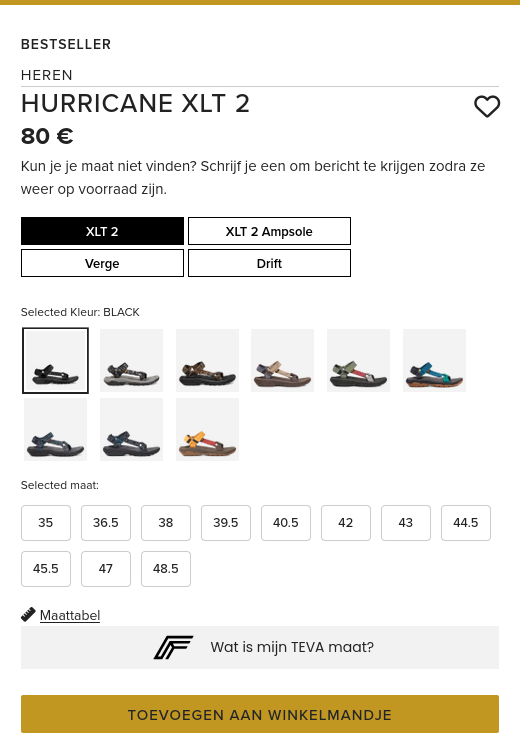 BESTSELLER
HEREN
HURRICANE XLT 2
80 €
Kun je je maat niet vinden? Schrijf je een om bericht te krijgen zodra ze
weer op voorraad zijn.
XLT 2
XLT 2 Ampsole
Verge
Drift
Selected Kleur: BLACK
Selected maat:
35
36.5
38
39.5
40.5
42
43
44.5
45.5
47
48.5
Maattabel
Wat is mijn TEVA maat?
TOEVOEGEN AAN WINKELMANDJE